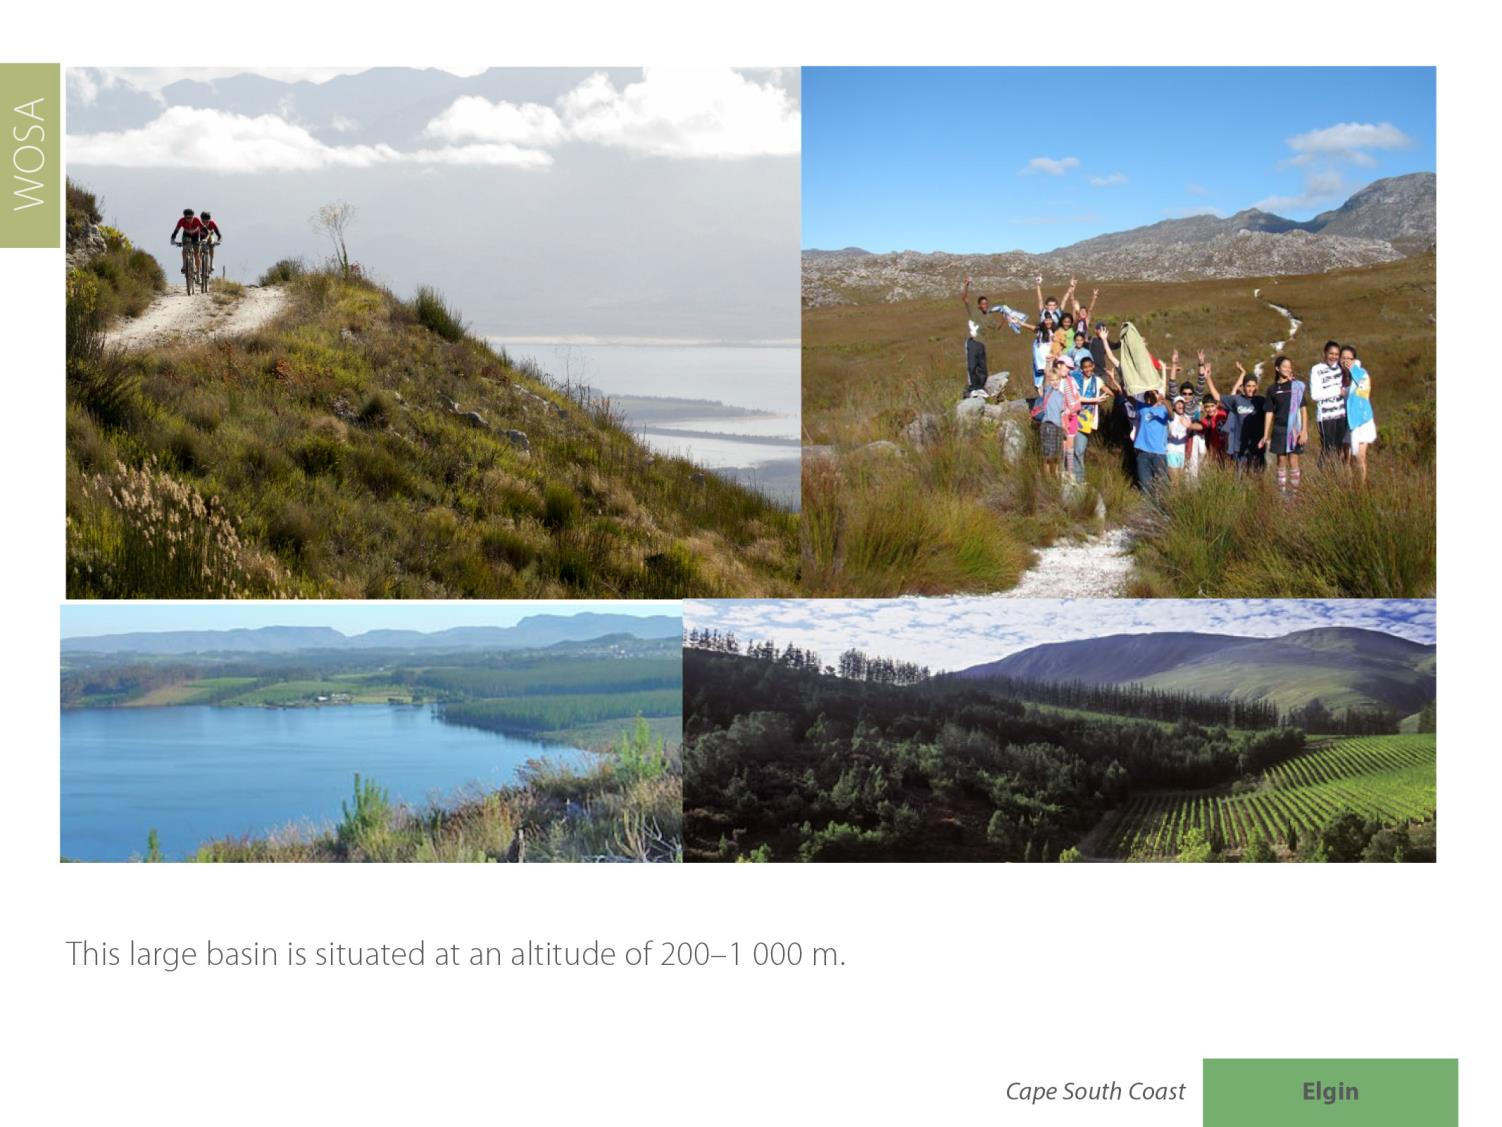 WOSA
This large basin is situated at an altitude of 200–1 000 m.
Cape South Coast
Elgin